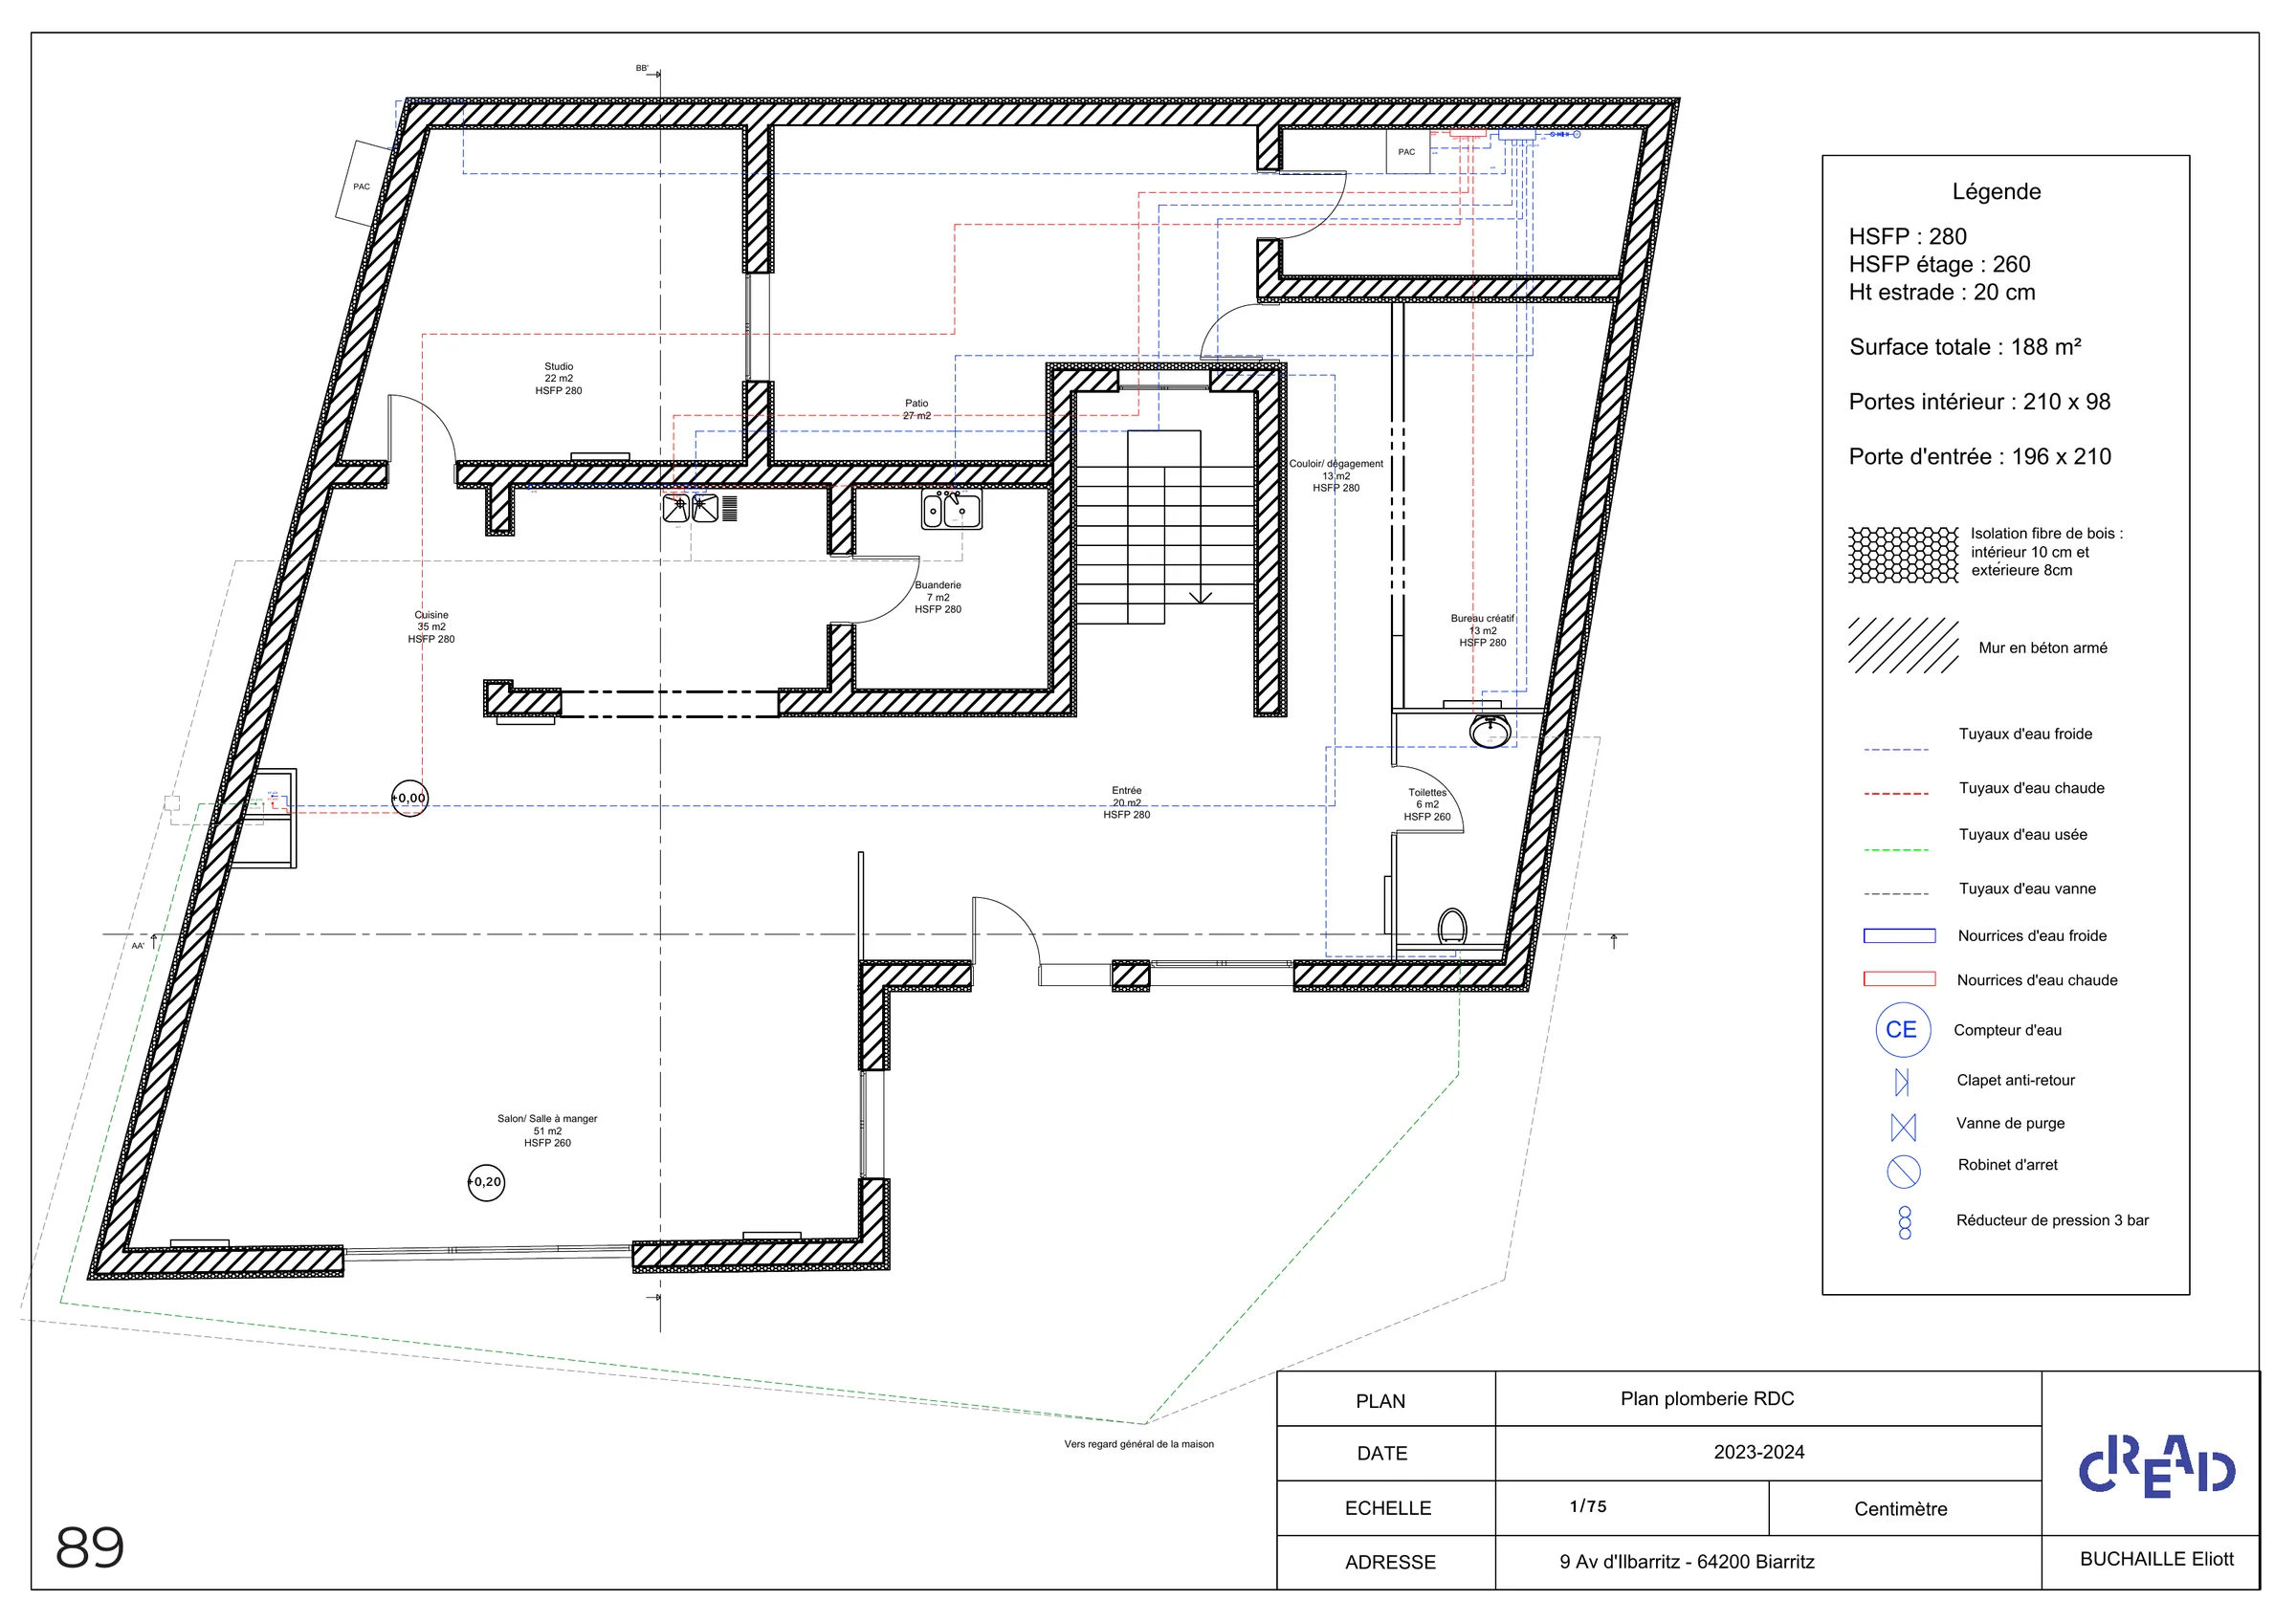 BB'
PAC
PAC
Studio
22 m2
HSFP 280
Patio
27 m2
Couloir/ dégagement
13 m2
HSFP 280
Buanderie
7 m2
HSFP 280
Cuisine
35 m2
HSFP 280
Bureau créatif
13 m2
HSFP 280
+0,00
Entrée
20 m2
HSFP 280
Toilettes
6 m2
HSFP 260
AA'
Salon/ Salle à manger
51 m2
HSFP 260
+0,20
Vers regard général de la maison
Légende
HSFP : 280
HSFP étage : 260
Ht estrade : 20 cm
Surface totale : 188 m²
Portes intérieur : 210 x 98
Porte d'entrée : 196 x 210
Isolation fibre de bois :
intérieur 10 cm et
extérieure 8cm
Mur en béton armé
Tuyaux d'eau froide
Tuyaux d'eau chaude
Tuyaux d'eau usée
Tuyaux d'eau vanne
Nourrices d'eau froide
Nourrices d'eau chaude
CE Compteur d'eau
Clapet anti-retour
Vanne de purge
Robinet d'arret
Réducteur de pression 3 bar
PLAN Plan plomberie RDC
DATE 2023-2024
ECHELLE 1/75 Centimètre
ADRESSE 9 Av d'Ilbarritz - 64200 Biarritz
CREAD
BUCHAILLE Eliott
89